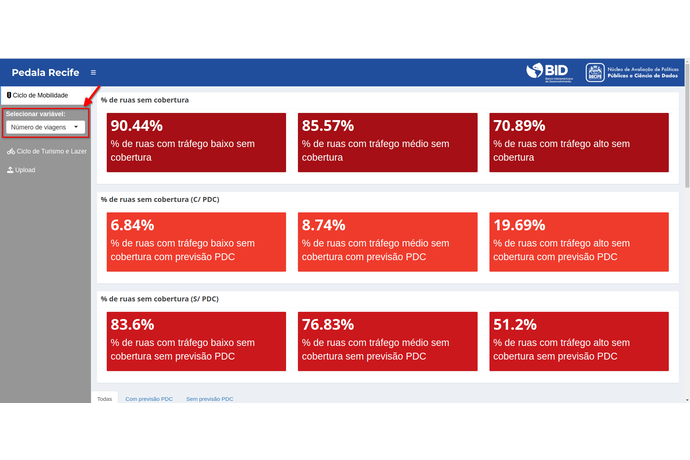 Pedala Recife
BID
Banco Interamericano
de Desenvolvimento
RECIFE
Núcleo de Avaliação de Políticas
Públicas e Ciência de Dados
Ciclo de Mobilidade
Selecionar variável:
Número de viagens
Ciclo de Turismo e Lazer
Upload
% de ruas sem cobertura
90.44%
% de ruas com tráfego baixo sem
cobertura
85.57%
% de ruas com tráfego médio sem
cobertura
70.89%
% de ruas com tráfego alto sem
cobertura
% de ruas sem cobertura (C/ PDC)
6.84%
% de ruas com tráfego baixo sem
cobertura com previsão PDC
8.74%
% de ruas com tráfego médio sem
cobertura com previsão PDC
19.69%
% de ruas com tráfego alto sem
cobertura com previsão PDC
% de ruas sem cobertura (S/ PDC)
83.6%
% de ruas com tráfego baixo sem
cobertura sem previsão PDC
76.83%
% de ruas com tráfego médio sem
cobertura sem previsão PDC
51.2%
% de ruas com tráfego alto sem
cobertura sem previsão PDC
Todas
Com previsão PDC
Sem previsão PDC